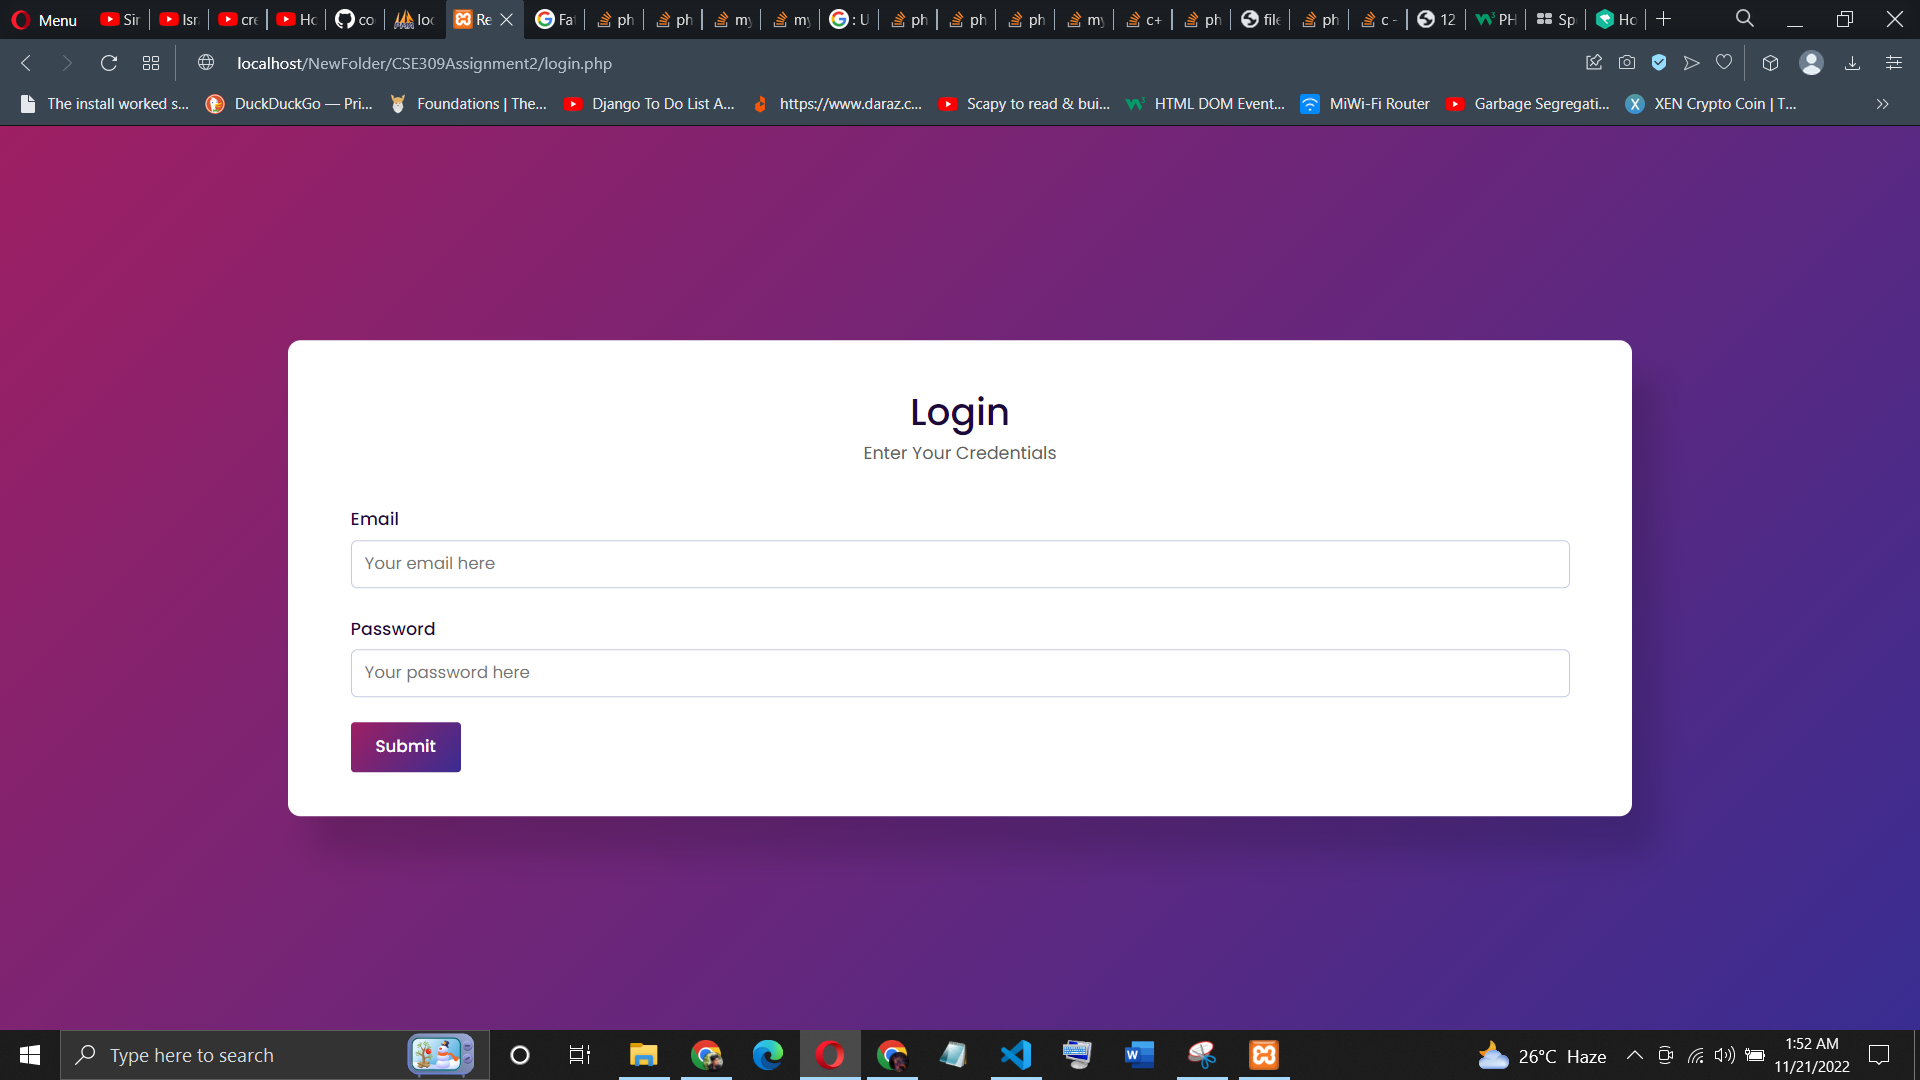 Menu Sir Isra cre Ho co loc Re Fat ph ph my my : U ph ph ph my c+ ph file ph c - 12 PH Sp Ho
localhost/NewFolder/CSE309Assignment2/login.php
The install worked s... DuckDuckGo — Pri... Foundations | The... Django To Do List A... https://www.daraz.c... Scapy to read & bui... HTML DOM Event... MiWi-Fi Router Garbage Segregati... XEN Crypto Coin | T...
Login
Enter Your Credentials
Email
Your email here
Password
Your password here
Submit
Type here to search
26°C Haze
1:52 AM
11/21/2022